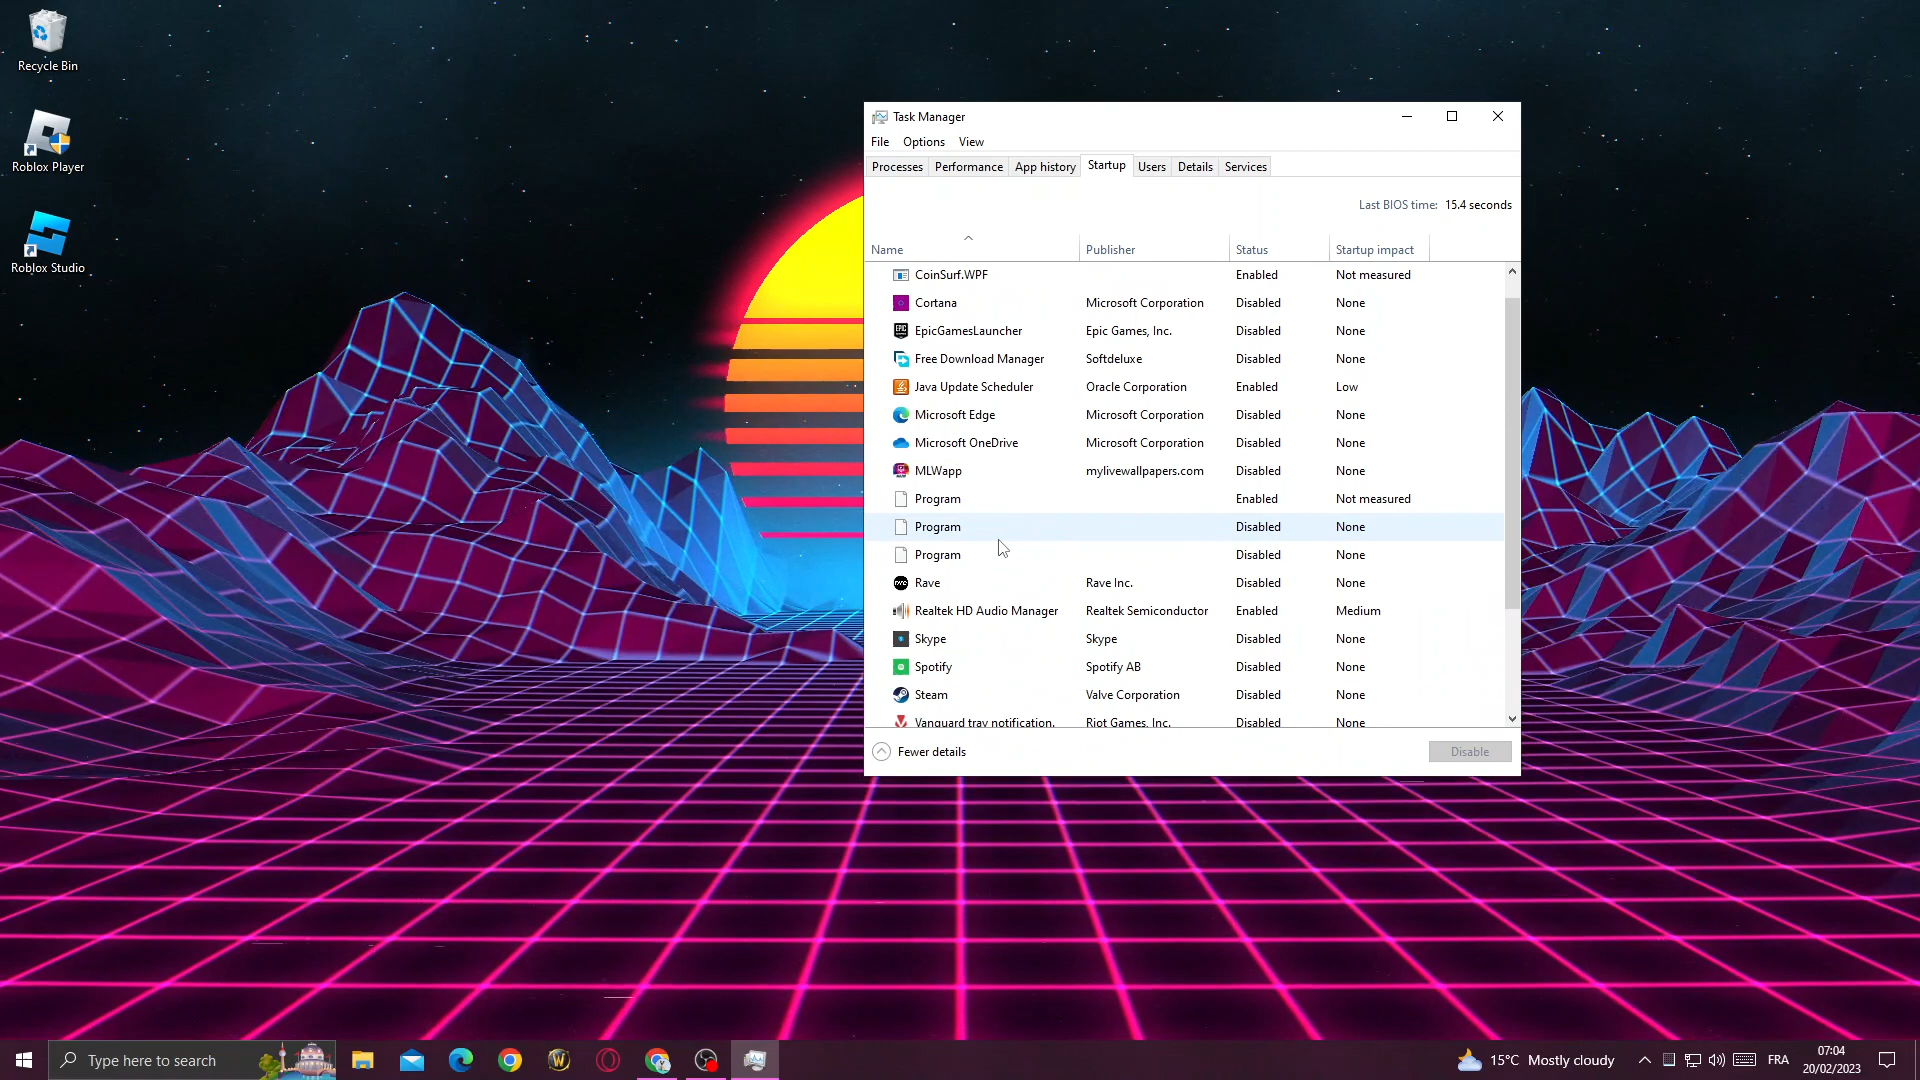 Recycle Bin
Roblox Player
Roblox Studio
Task Manager
File Options View
Processes Performance App history Startup Users Details Services
Last BIOS time: 15.4 seconds
Name Publisher Status Startup impact
CoinSurf.WPF Enabled Not measured
Cortana Microsoft Corporation Disabled None
EpicGamesLauncher Epic Games, Inc. Disabled None
Free Download Manager Softdeluxe Disabled None
Java Update Scheduler Oracle Corporation Enabled Low
Microsoft Edge Microsoft Corporation Disabled None
Microsoft OneDrive Microsoft Corporation Disabled None
MLWapp mylivewallpapers.com Disabled None
Program Enabled Not measured
Program Disabled None
Program Disabled None
Rave Rave Inc. Disabled None
Realtek HD Audio Manager Realtek Semiconductor Enabled Medium
Skype Skype Disabled None
Spotify Spotify AB Disabled None
Steam Valve Corporation Disabled None
Vanguard tray notification. Riot Games, Inc. Disabled None
Fewer details Disable
Type here to search
15°C Mostly cloudy
FRA
07:04
20/02/2023